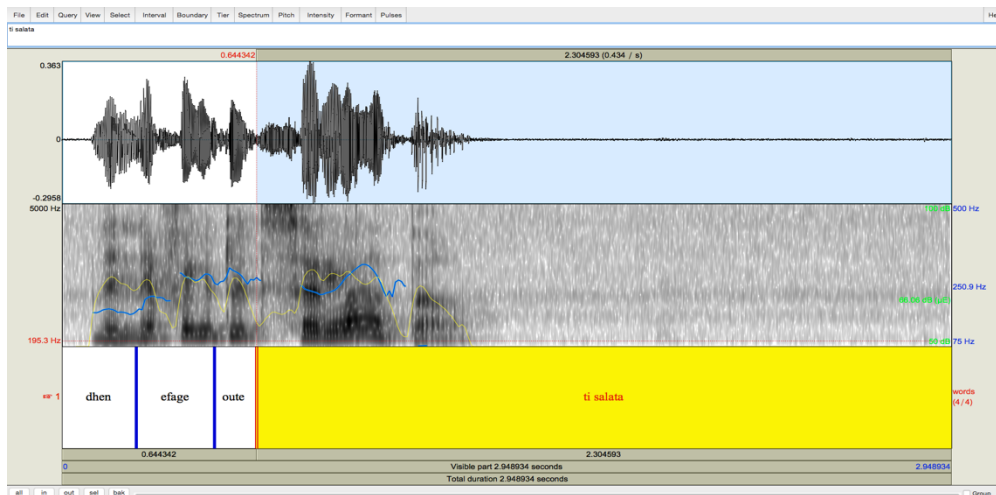 File Edit Query View Select Interval Boundary Tier Spectrum Pitch Intensity Formant Pulses He
ti salata
0.644342 2.304593 (0.434 / s)
0.363
0
-0.2958
5000 Hz 500 Hz
250.9 Hz
195.3 Hz 75 Hz
1 dhen efage oute ti salata words
(4/4)
0.644342 2.304593
0 Visible part 2.948934 seconds 2.948934
Total duration 2.948934 seconds
all in out sel bak Group